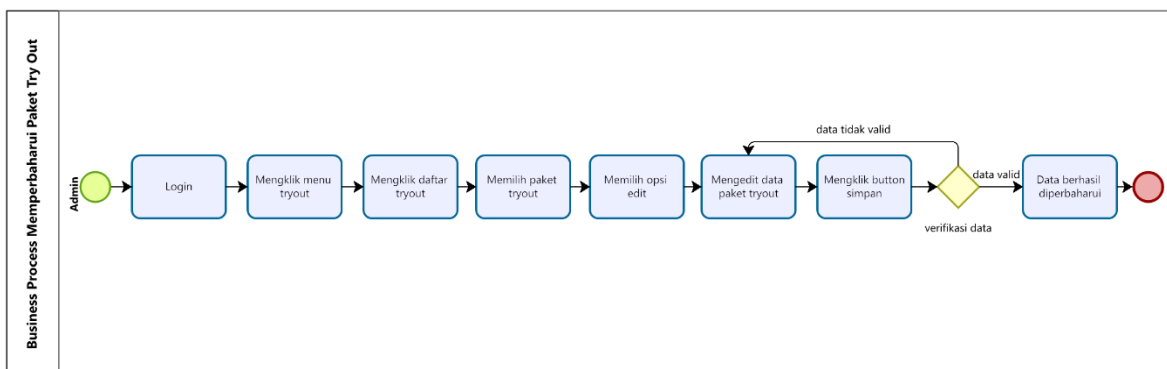 Business Process Memperbaharui Paket Try Out
Admin
Login
Mengklik menu
tryout
Mengklik daftar
tryout
Memilih paket
tryout
Memilih opsi
edit
Mengedit data
paket tryout
Mengklik button
simpan
data tidak valid
verifikasi data
data valid
Data berhasil
diperbaharui